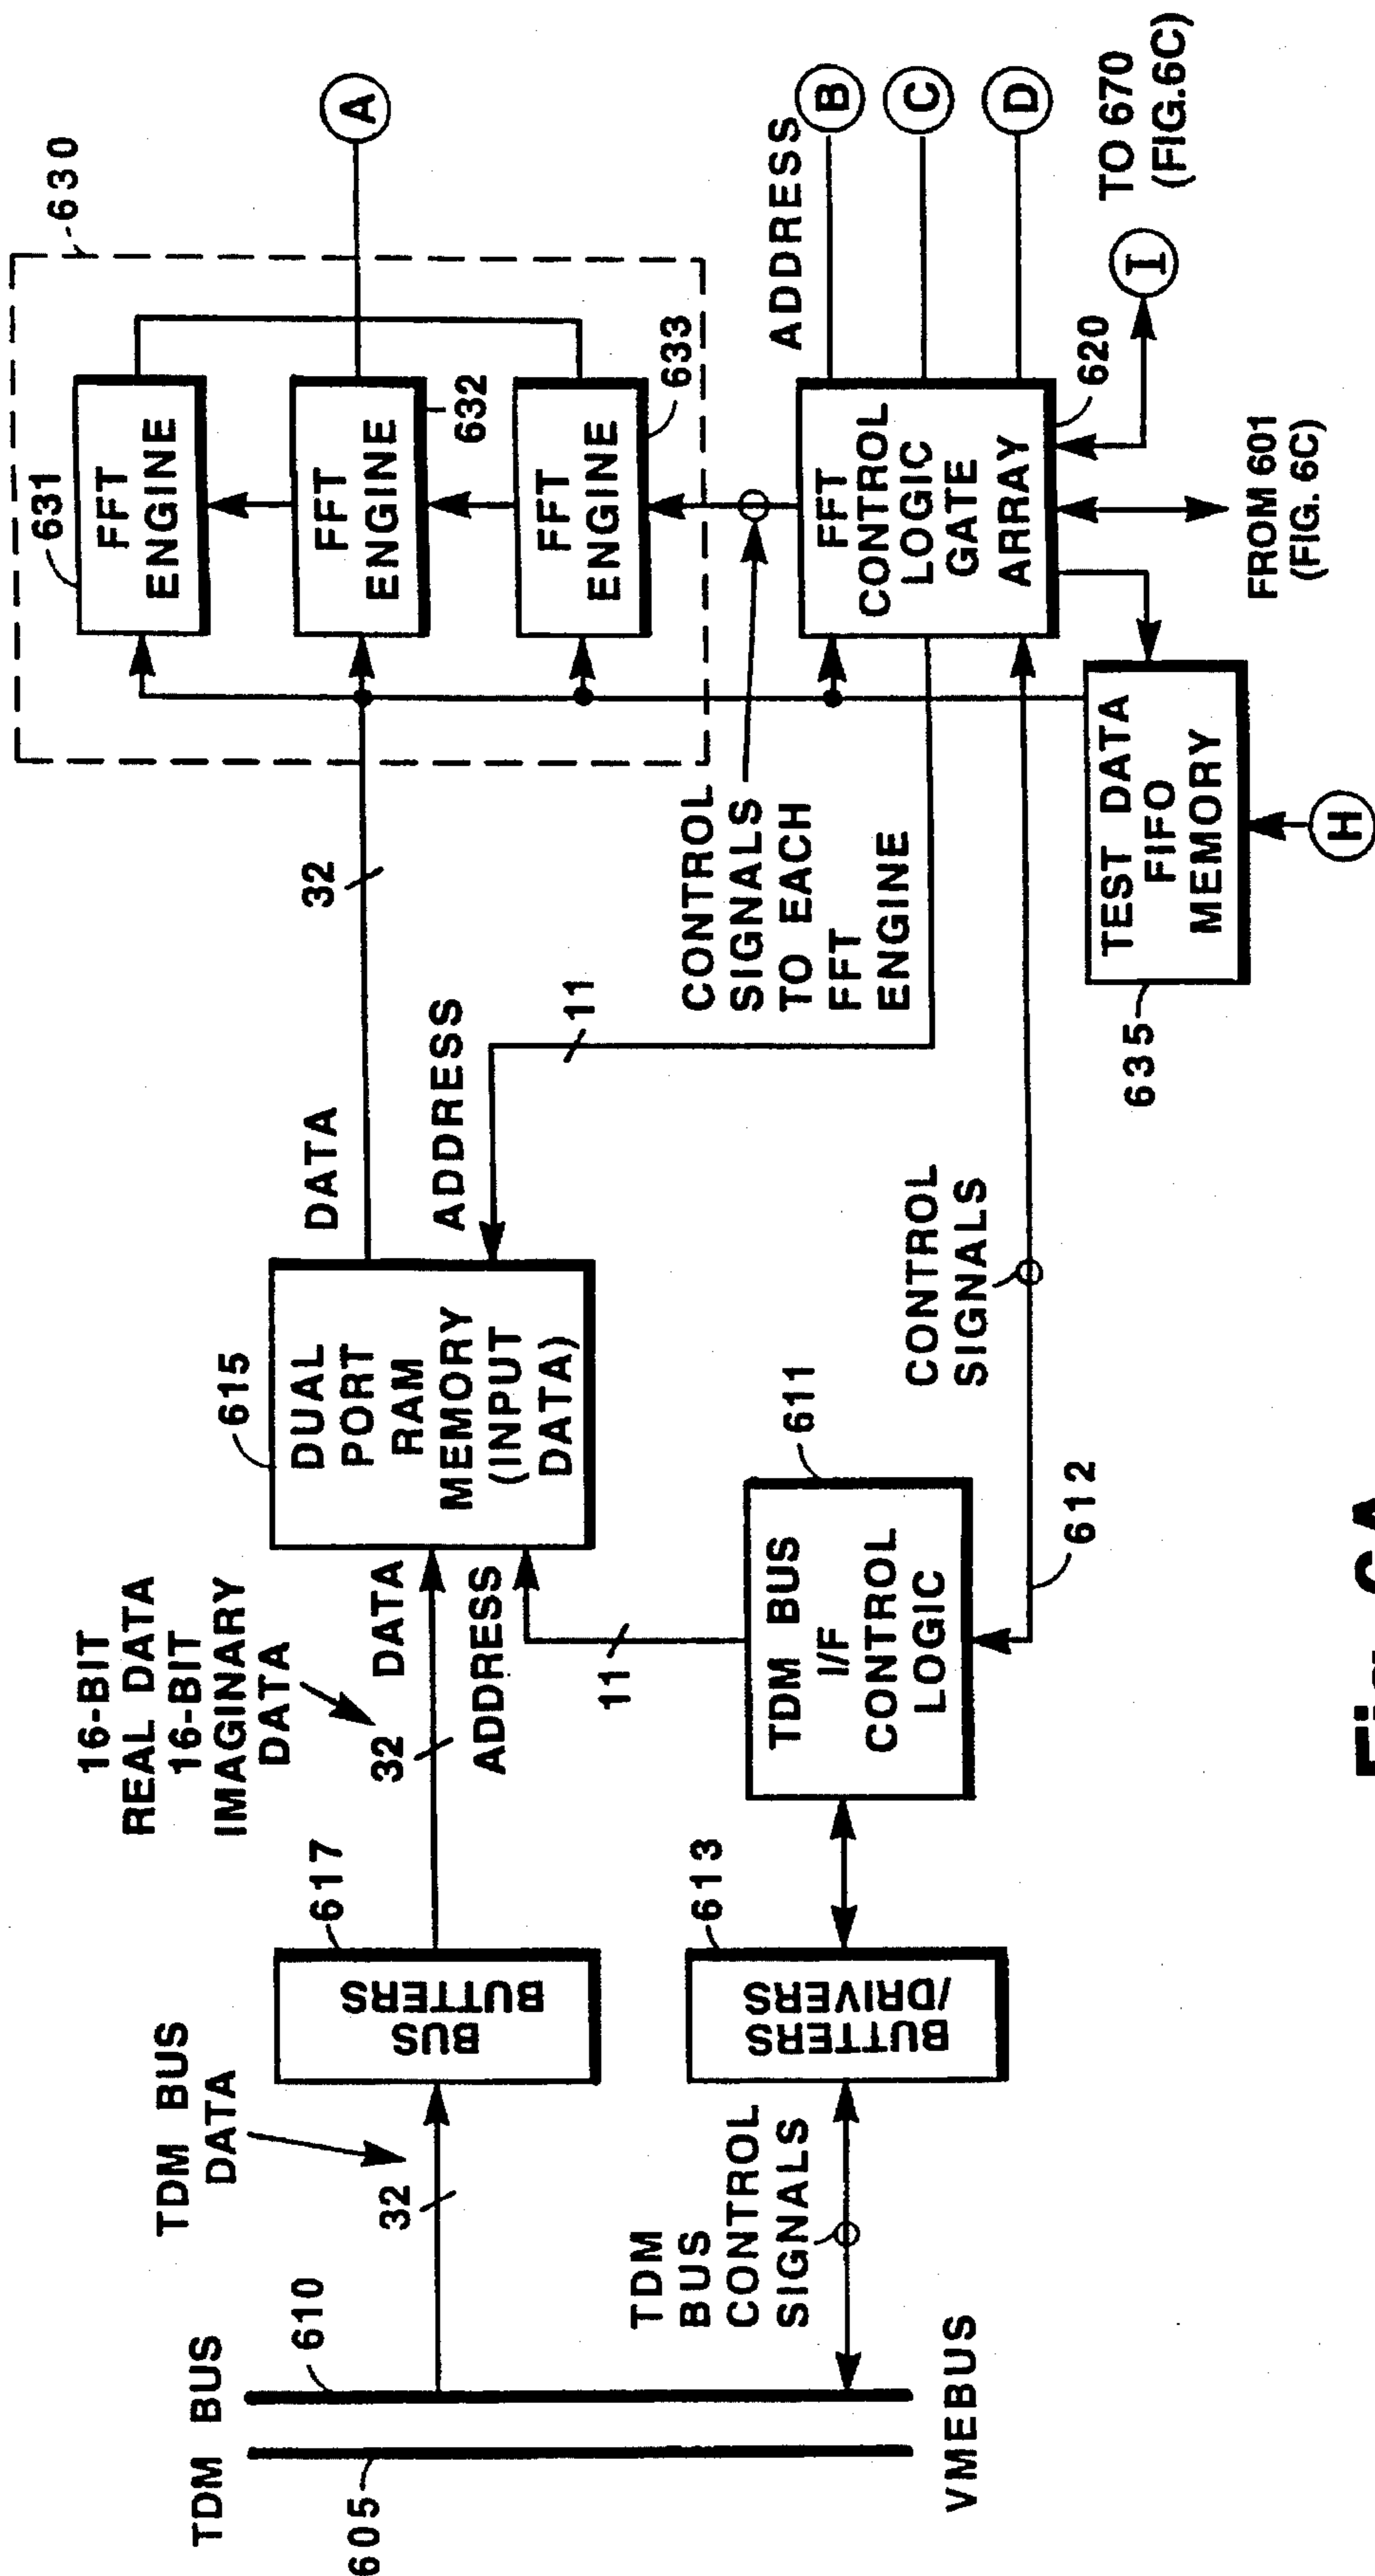 TDM BUS
610
605
VMEBUS
TDM BUS
DATA
32
TDM
BUS
CONTROL
SIGNALS
617
BUS
BUTTERS
613
BUTTERS
/DRIVERS
16-BIT
REAL DATA
16-BIT
IMAGINARY
DATA
32
DATA
ADDRESS
11
615
DUAL
PORT
RAM
MEMORY
(INPUT
DATA)
611
TDM BUS
I/F
CONTROL
LOGIC
612
CONTROL
SIGNALS
DATA
32
ADDRESS
11
CONTROL
SIGNALS
TO EACH
FFT
ENGINE
630
631
FFT
ENGINE
632
FFT
ENGINE
633
FFT
ENGINE
A
FFT
CONTROL
LOGIC
GATE
ARRAY
620
ADDRESS
B
C
D
I
TO 670
(FIG.6C)
FROM 601
(FIG. 6C)
635
TEST DATA
FIFO
MEMORY
H